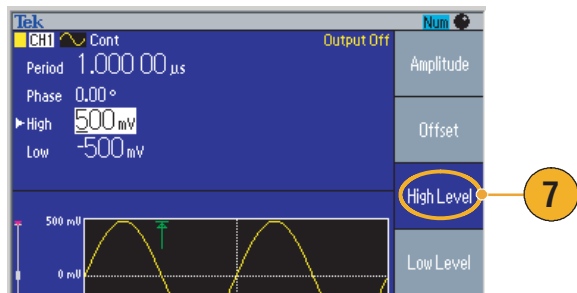 Tek Num
CH1 Cont Output Off
Period 1.000 00 µs
Phase 0.00 °
High 500 mV
Low -500 mV
500 mV
0 mV
Amplitude
Offset
High Level
Low Level
7